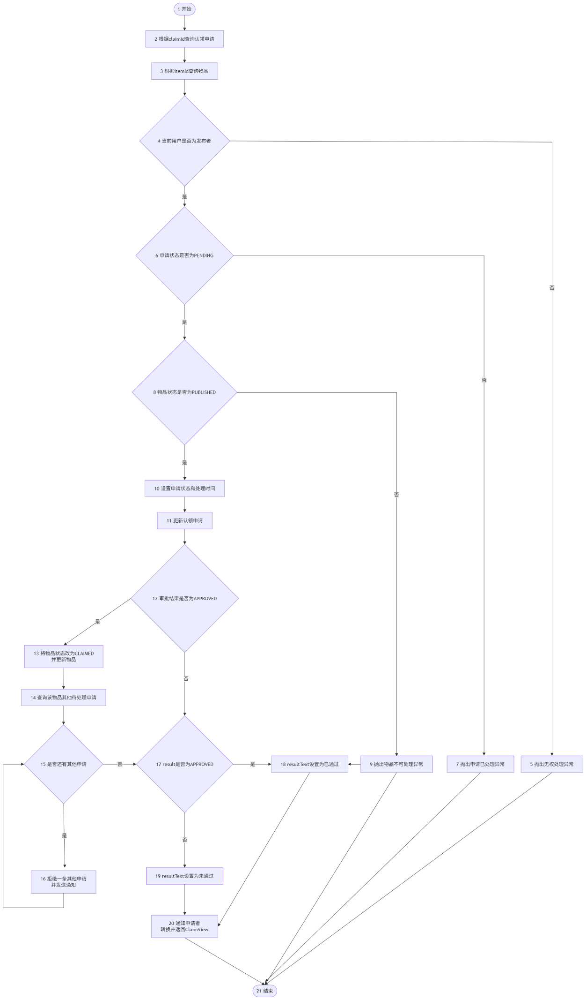 1 开始
2 根据claimId查询认领申请
3 根据itemId查询物品
4 当前用户是否为发布者
是
6 申请状态是否为PENDING
否
是
否
8 物品状态是否为PUBLISHED
是
10 设置申请状态和处理时间
否
11 更新认领申请
12 审批结果是否为APPROVED
是
13 将物品状态改为CLAIMED
并更新物品
否
14 查询该物品其他待处理申请
15 是否还有其他申请
否
17 result是否为APPROVED
是
18 resultText设置为已通过
9 抛出物品不可处理异常
7 抛出申请已处理异常
5 抛出无权处理异常
是
否
16 拒绝一条其他申请
并发送通知
19 resultText设置为未通过
20 通知申请者
转换并返回ClaimView
21 结束